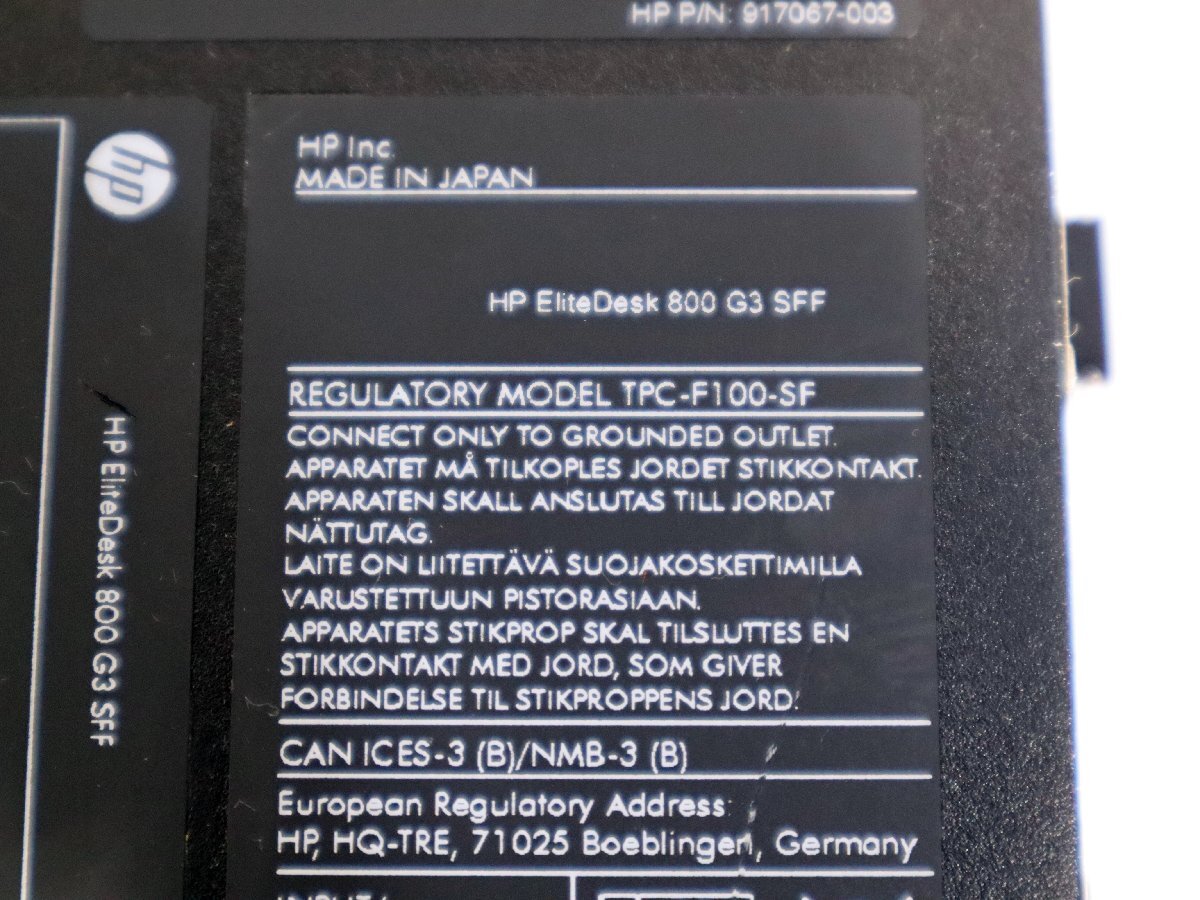 HP P/N: 917067-003
HP Inc.
MADE IN JAPAN
HP EliteDesk 800 G3 SFF
REGULATORY MODEL TPC-F100-SF
CONNECT ONLY TO GROUNDED OUTLET.
APPARATET MÅ TILKOPLES JORDET STIKKONTAKT.
APPARATEN SKALL ANSLUTAS TILL JORDAT
NÄTTUTAG.
LAITE ON LIITETTÄVÄ SUOJAKOSKETTIMILLA
VARUSTETTUUN PISTORASIAAN.
APPARATETS STIKPROP SKAL TILSLUTTES EN
STIKKONTAKT MED JORD, SOM GIVER
FORBINDELSE TIL STIKPROPPENS JORD.
CAN ICES-3 (B)/NMB-3 (B)
European Regulatory Address:
HP, HQ-TRE, 71025 Boeblingen, Germany
hp
HP EliteDesk 800 G3 SFF